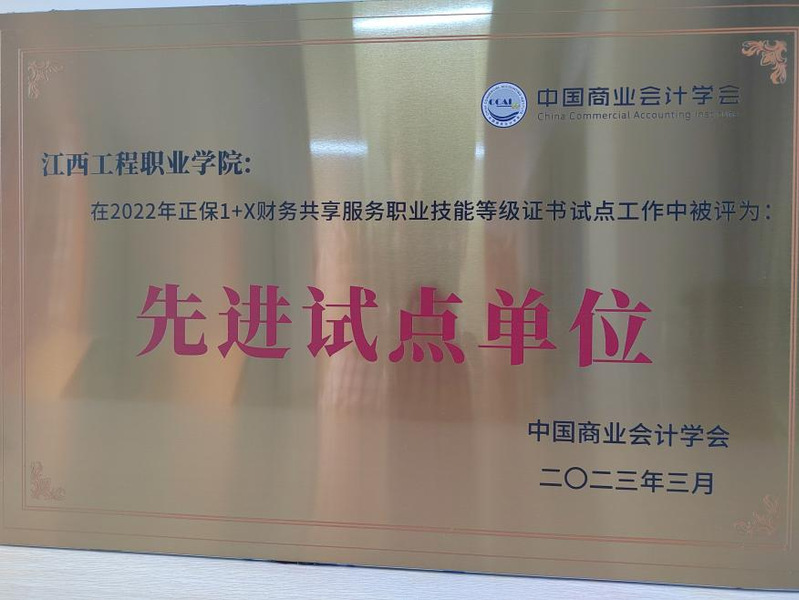 CCAI
中国商业会计学会
China Commercial Accounting Institute
江西工程职业学院:
在2022年正保1+X财务共享服务职业技能等级证书试点工作中被评为:
先进试点单位
中国商业会计学会
二〇二三年三月